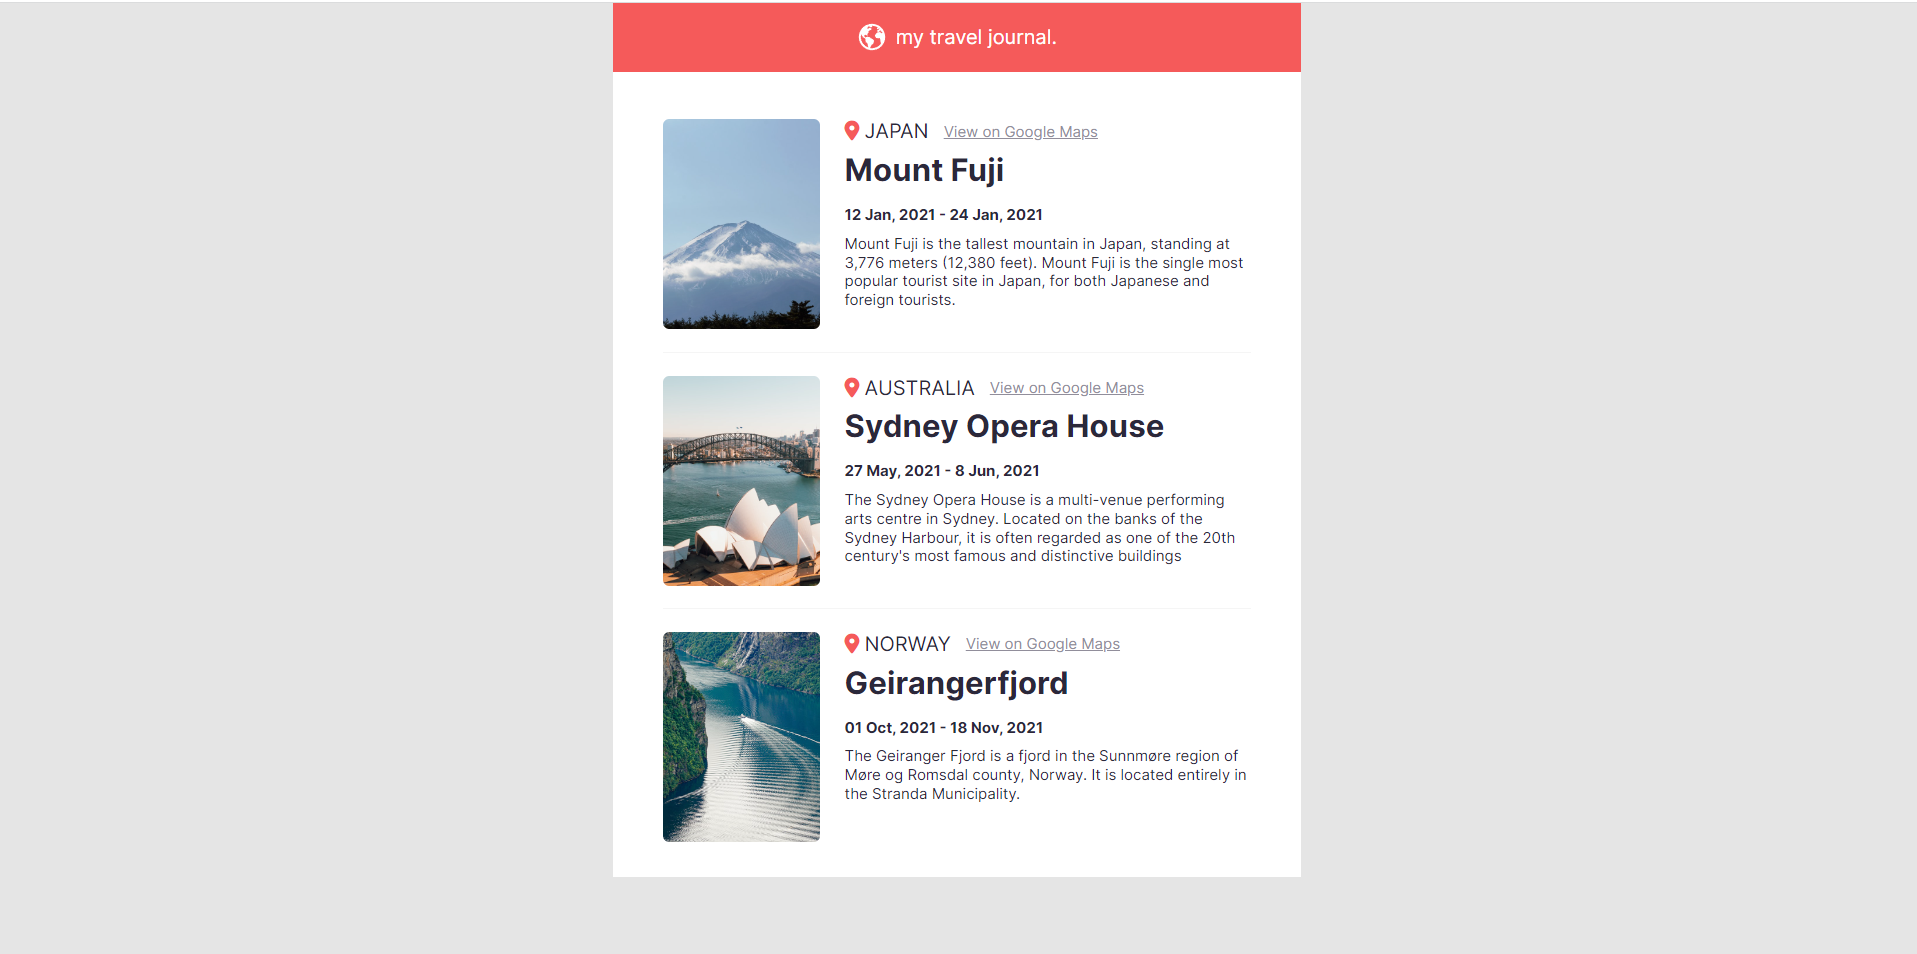 my travel journal.
JAPAN View on Google Maps
Mount Fuji
12 Jan, 2021 - 24 Jan, 2021
Mount Fuji is the tallest mountain in Japan, standing at
3,776 meters (12,380 feet). Mount Fuji is the single most
popular tourist site in Japan, for both Japanese and
foreign tourists.
AUSTRALIA View on Google Maps
Sydney Opera House
27 May, 2021 - 8 Jun, 2021
The Sydney Opera House is a multi-venue performing
arts centre in Sydney. Located on the banks of the
Sydney Harbour, it is often regarded as one of the 20th
century's most famous and distinctive buildings
NORWAY View on Google Maps
Geirangerfjord
01 Oct, 2021 - 18 Nov, 2021
The Geiranger Fjord is a fjord in the Sunnmøre region of
Møre og Romsdal county, Norway. It is located entirely in
the Stranda Municipality.